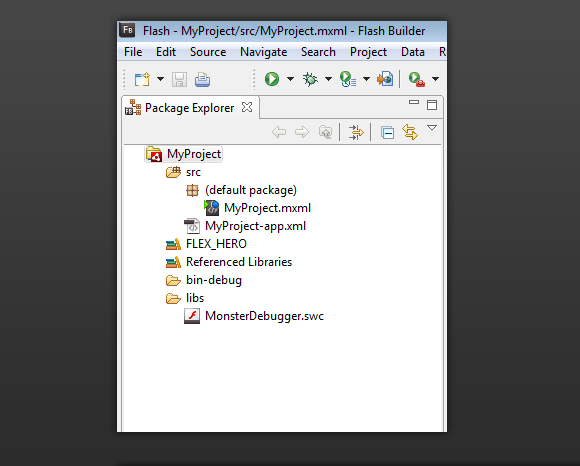 Fb Flash - MyProject/src/MyProject.mxml - Flash Builder
File Edit Source Navigate Search Project Data R
Package Explorer
MyProject
src
(default package)
MyProject.mxml
MyProject-app.xml
FLEX_HERO
Referenced Libraries
bin-debug
libs
MonsterDebugger.swc